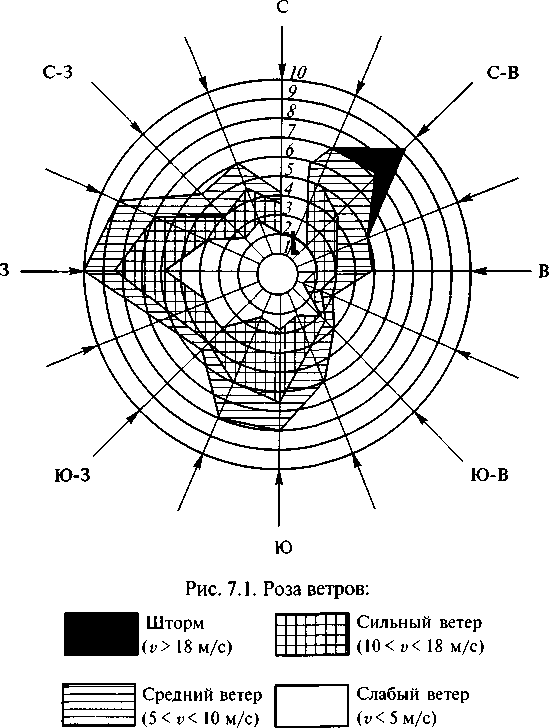 С
С-З
С-В
10
9
8
7
6
5
4
3
2
1
З
В
Ю-З
Ю-В
Ю
Рис. 7.1. Роза ветров:
Шторм
(v > 18 м/с)
Сильный ветер
(10 < v < 18 м/с)
Средний ветер
(5 < v < 10 м/с)
Слабый ветер
(v < 5 м/с)